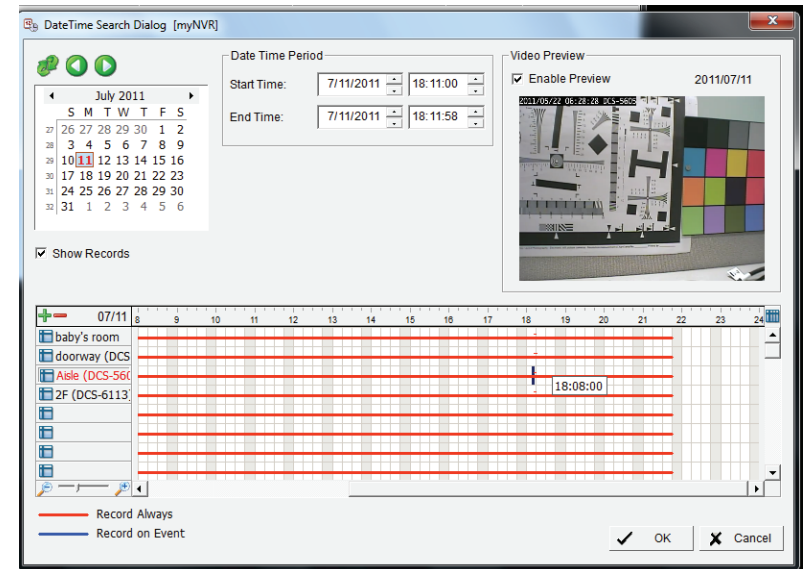 DateTime Search Dialog [myNVR]
Date Time Period
Start Time: 7/11/2011 18:11:00
End Time: 7/11/2011 18:11:58
Video Preview
Enable Preview 2011/07/11
2011/05/22 06:28:28 DCS-5605
July 2011
S M T W T F S
27 26 27 28 29 30 1 2
28 3 4 5 6 7 8 9
29 10 11 12 13 14 15 16
30 17 18 19 20 21 22 23
31 24 25 26 27 28 29 30
32 31 1 2 3 4 5 6
Show Records
07/11 8 9 10 11 12 13 14 15 16 17 18 19 20 21 22 23 24
baby's room
doorway (DCS
Aisle (DCS-560
18:08:00
2F (DCS-6113
Record Always
Record on Event
OK Cancel